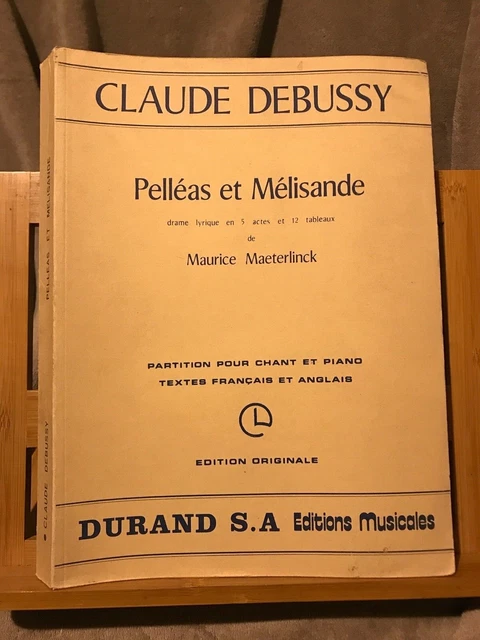 CLAUDE DEBUSSY
Pelléas et Mélisande
drame lyrique en 5 actes et 12 tableaux
de
Maurice Maeterlinck
PARTITION POUR CHANT ET PIANO
TEXTES FRANÇAIS ET ANGLAIS
EDITION ORIGINALE
DURAND S.A Editions Musicales
CLAUDE DEBUSSY
PELLÉAS ET MÉLISANDE